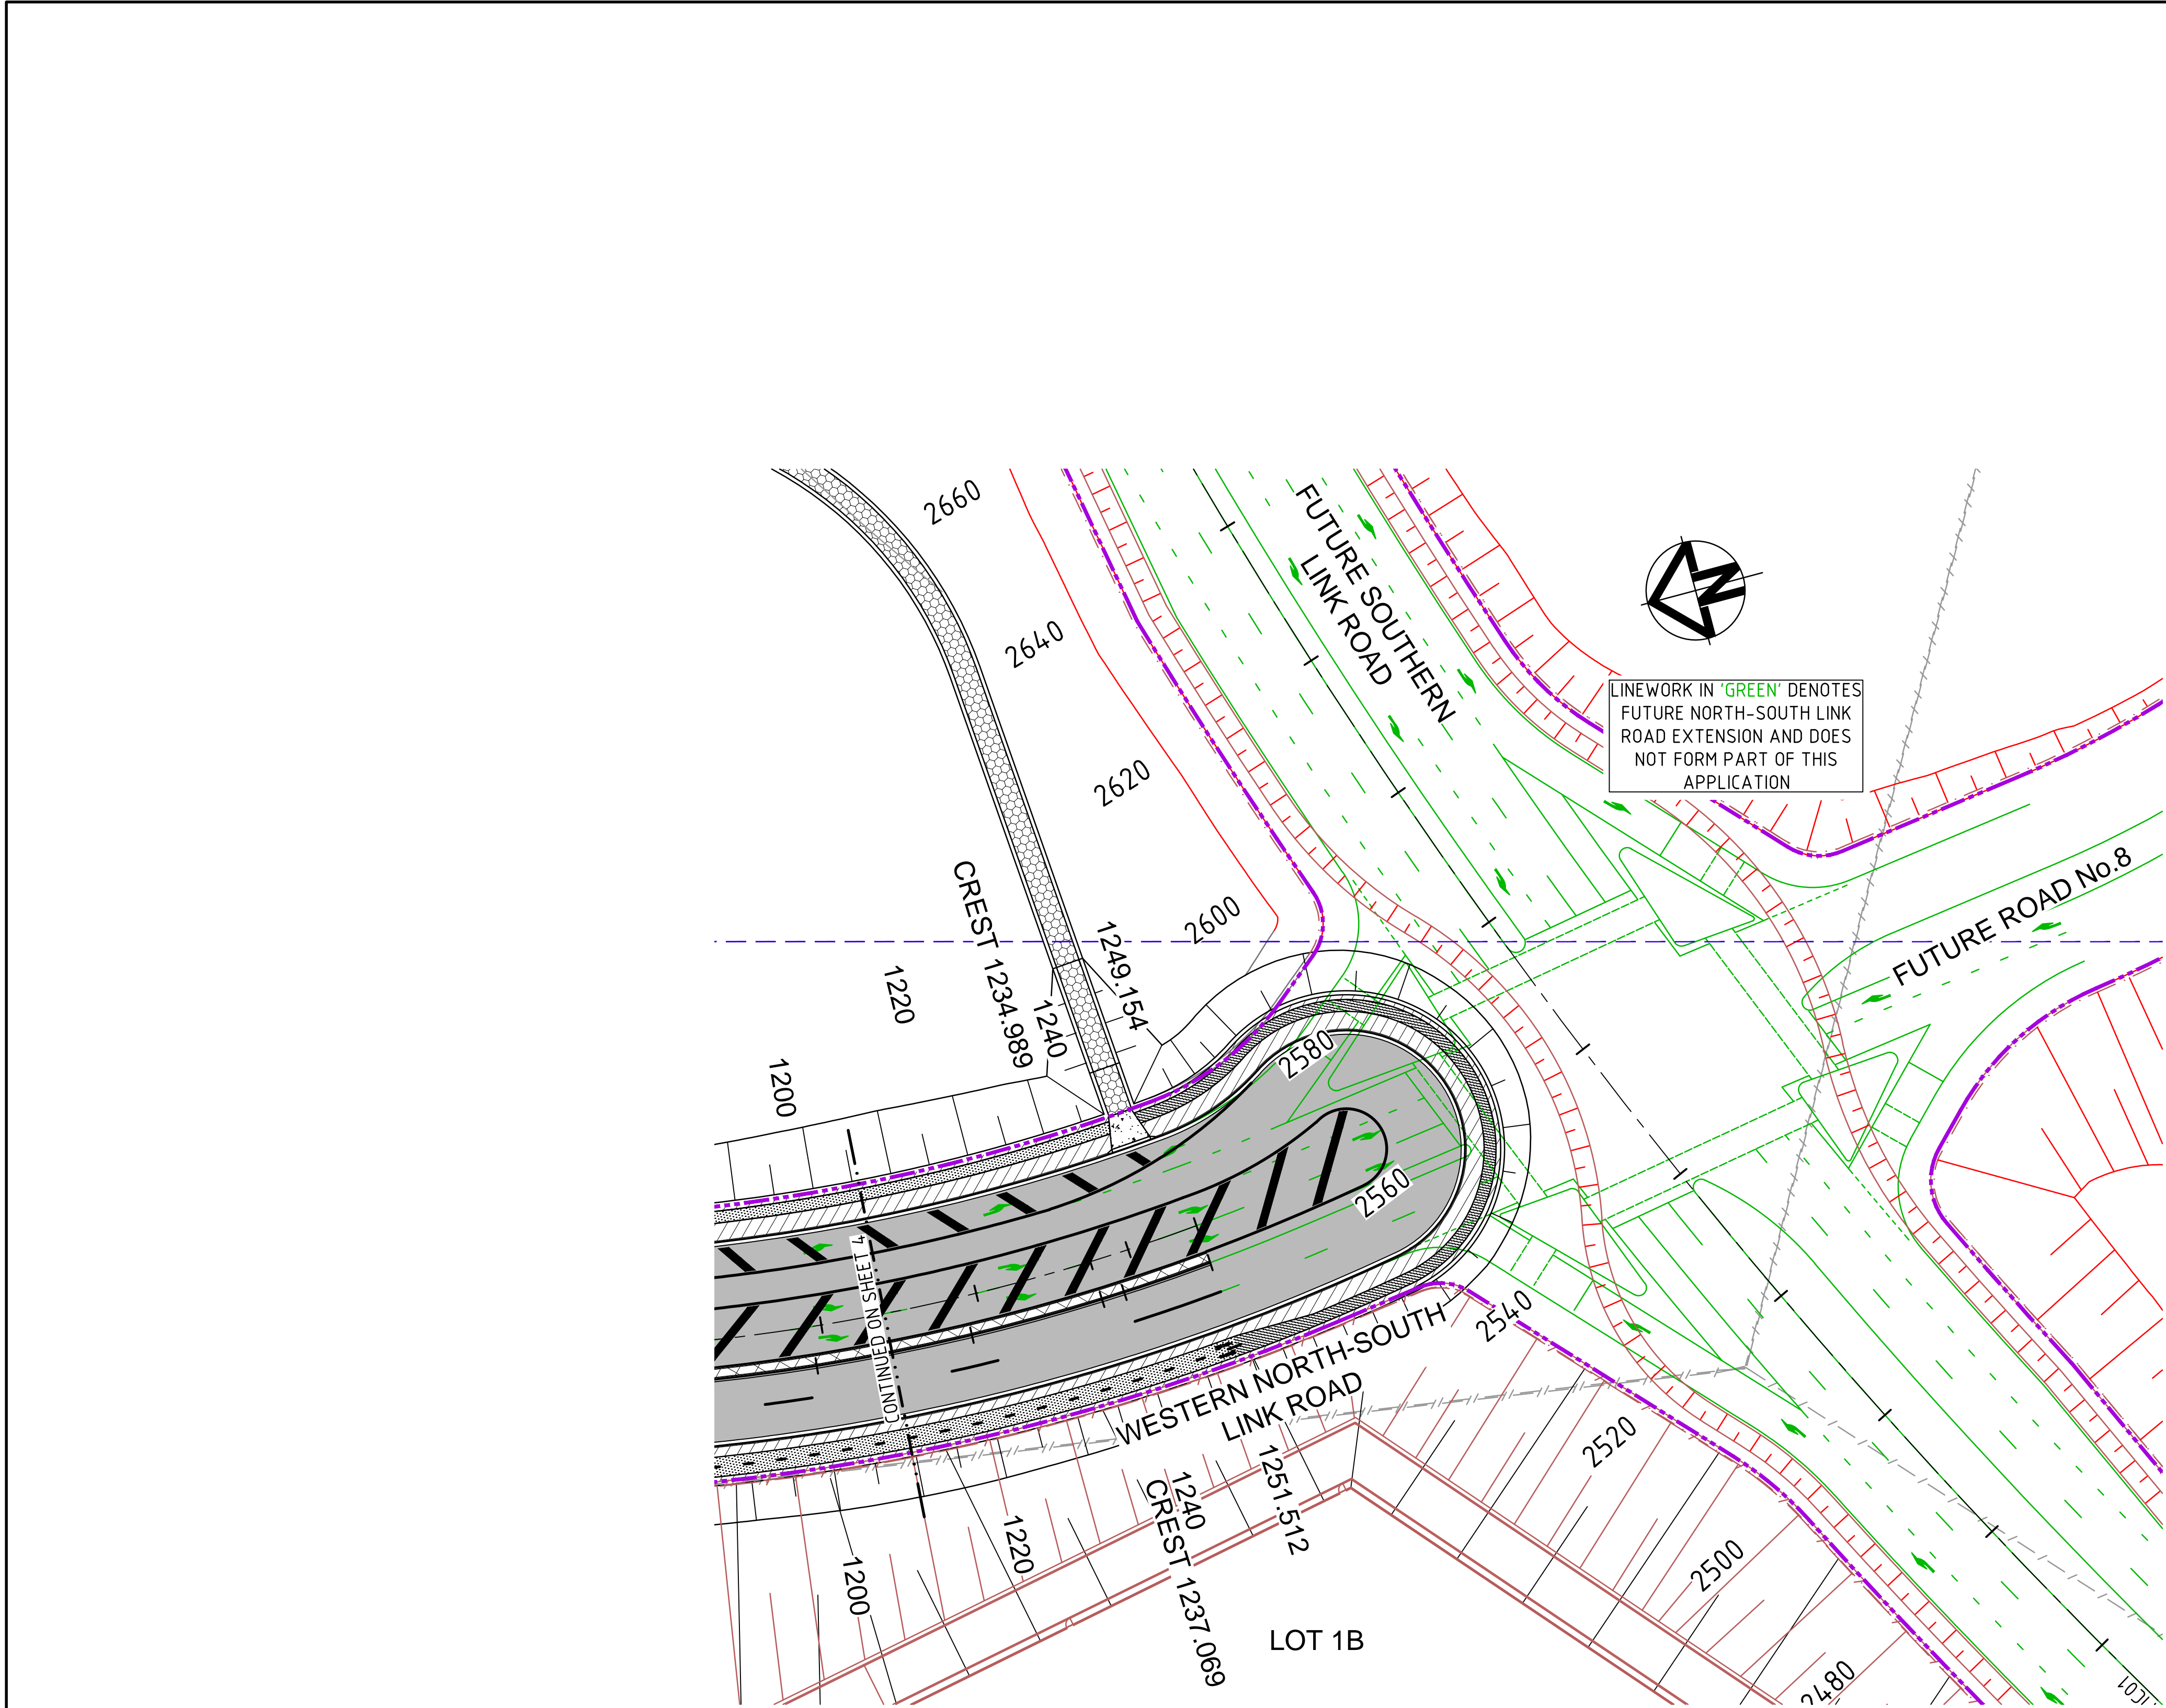 2660
FUTURE SOUTHERN
LINK ROAD
N
2640
LINEWORK IN 'GREEN' DENOTES
FUTURE NORTH-SOUTH LINK
ROAD EXTENSION AND DOES
NOT FORM PART OF THIS
APPLICATION
2620
FUTURE ROAD No.8
2600
CREST 1234.989
1249.154
1220
1240
1200
2580
2560
CONTINUED ON SHEET 4
2540
WESTERN NORTH-SOUTH
LINK ROAD
2520
1251.512
1240
CREST 1237.069
1220
1200
2500
LOT 1B
2480